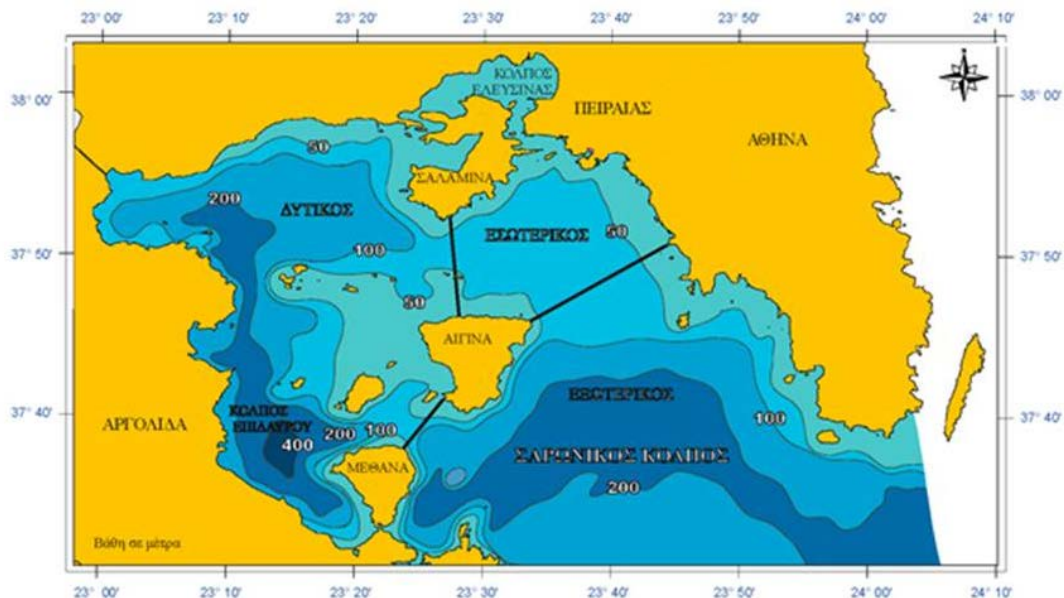 23° 00' 23° 10' 23° 20' 23° 30' 23° 40' 23° 50' 24° 00' 24° 10'
ΚΟΛΠΟΣ
ΕΛΕΥΣΙΝΑΣ
38° 00' 38° 00'
ΠΕΙΡΑΙΑΣ
ΑΘΗΝΑ
50
ΣΑΛΑΜΙΝΑ
200
ΔΥΤΙΚΟΣ
ΕΣΩΤΕΡΙΚΟΣ
50
37° 50' 37° 50'
100
50
ΑΙΓΙΝΑ
ΕΞΩΤΕΡΙΚΟΣ
37° 40' 37° 40'
ΑΡΓΟΛΙΔΑ
ΚΟΛΠΟΣ
ΕΠΙΔΑΥΡΟΥ
100
400
200
100
ΣΑΡΩΝΙΚΟΣ ΚΟΛΠΟΣ
ΜΕΘΑΝΑ
200
Βάθη σε μέτρα
23° 00' 23° 10' 23° 20' 23° 30' 23° 40' 23° 50' 24° 00' 24° 10'